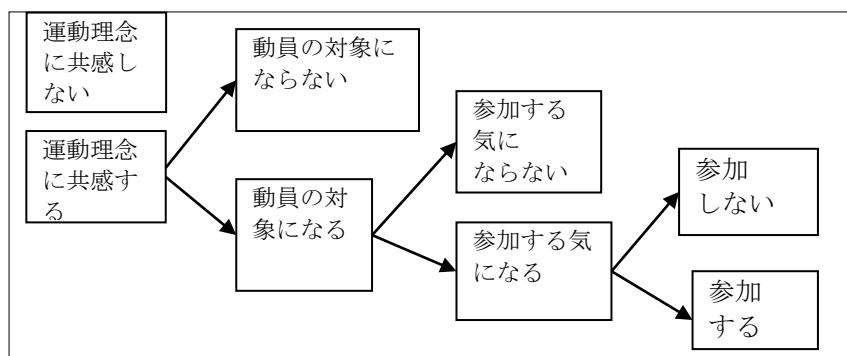 運動理念
に共感しな
い
運動理念
に共感す
る
動員の対象に
ならない
動員の対
象になる
参加する
気に
ならない
参加する気
になる
参加
しない
参加
する